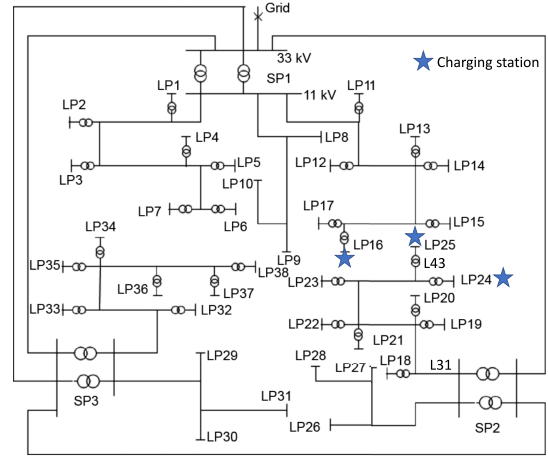 Grid
33 kV
Charging station
SP1
LP1
11 kV
LP11
LP2
LP4
LP8
LP13
LP3
LP5
LP12
LP14
LP10
LP7
LP6
LP17
LP15
LP34
LP16
LP25
LP9
LP35
LP38
L43
LP36
LP37
LP23
LP24
LP20
LP33
LP32
LP22
LP19
LP21
LP29
LP28
LP27
LP18
L31
SP3
LP31
LP30
LP26
SP2